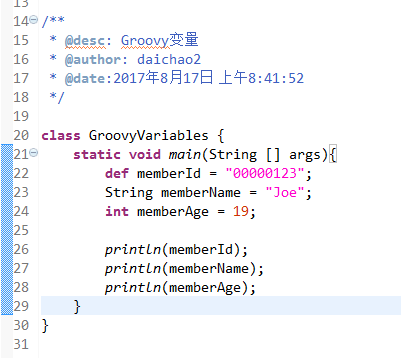 13
14 /**
15  * @desc: Groovy变量
16  * @author: daichao2
17  * @date:2017年8月17日 上午8:41:52
18  */
19
20 class GroovyVariables {
21     static void main(String [] args){
22         def memberId = "00000123";
23         String memberName = "Joe";
24         int memberAge = 19;
25
26         println(memberId);
27         println(memberName);
28         println(memberAge);
29     }
30 }
31